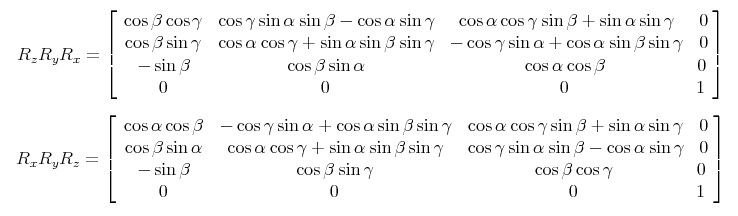 R_z R_y R_x = [ cos β cos γ   cos γ sin α sin β − cos α sin γ   cos α cos γ sin β + sin α sin γ   0
cos β sin γ   cos α cos γ + sin α sin β sin γ   − cos γ sin α + cos α sin β sin γ   0
− sin β   cos β sin α   cos α cos β   0
0   0   0   1 ]
R_x R_y R_z = [ cos α cos β   − cos γ sin α + cos α sin β sin γ   cos α cos γ sin β + sin α sin γ   0
cos β sin α   cos α cos γ + sin α sin β sin γ   cos γ sin α sin β − cos α sin γ   0
− sin β   cos β sin γ   cos β cos γ   0
0   0   0   1 ]